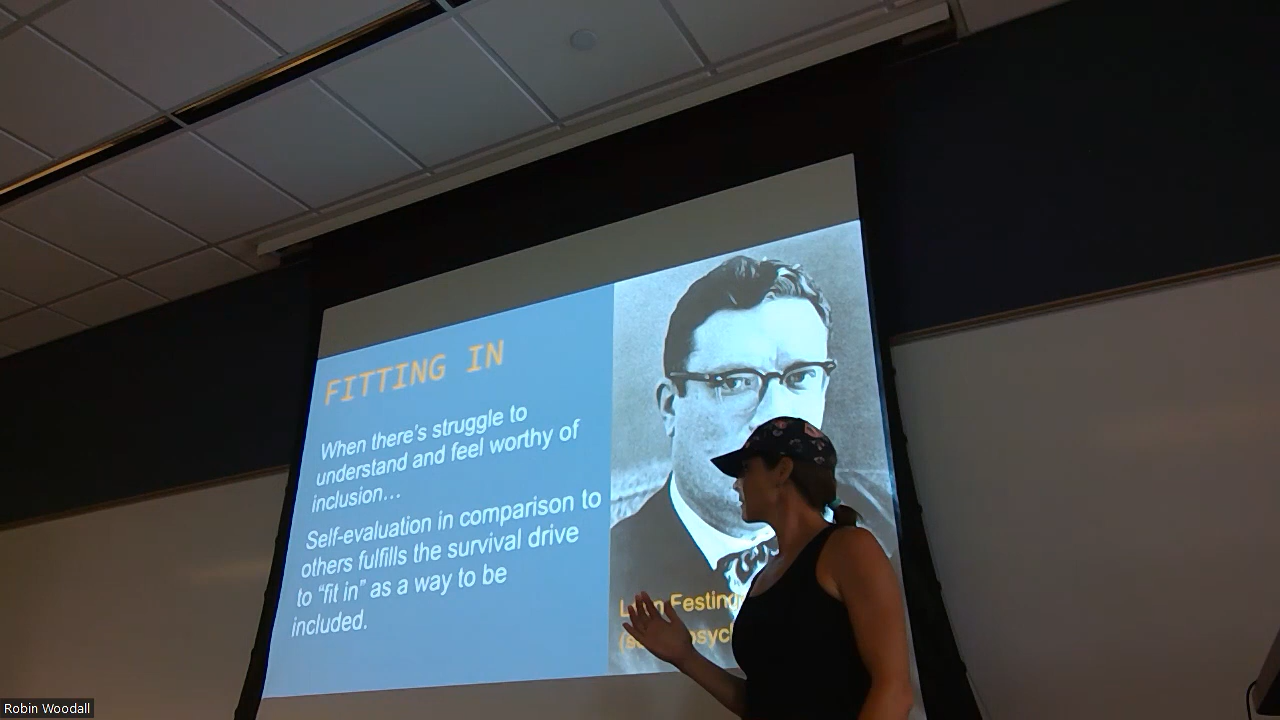 FITTING IN
When there's struggle to
understand and feel worthy of
inclusion...
Self-evaluation in comparison to
others fulfills the survival drive
to "fit in" as a way to be
included.
Festin
Robin Woodall